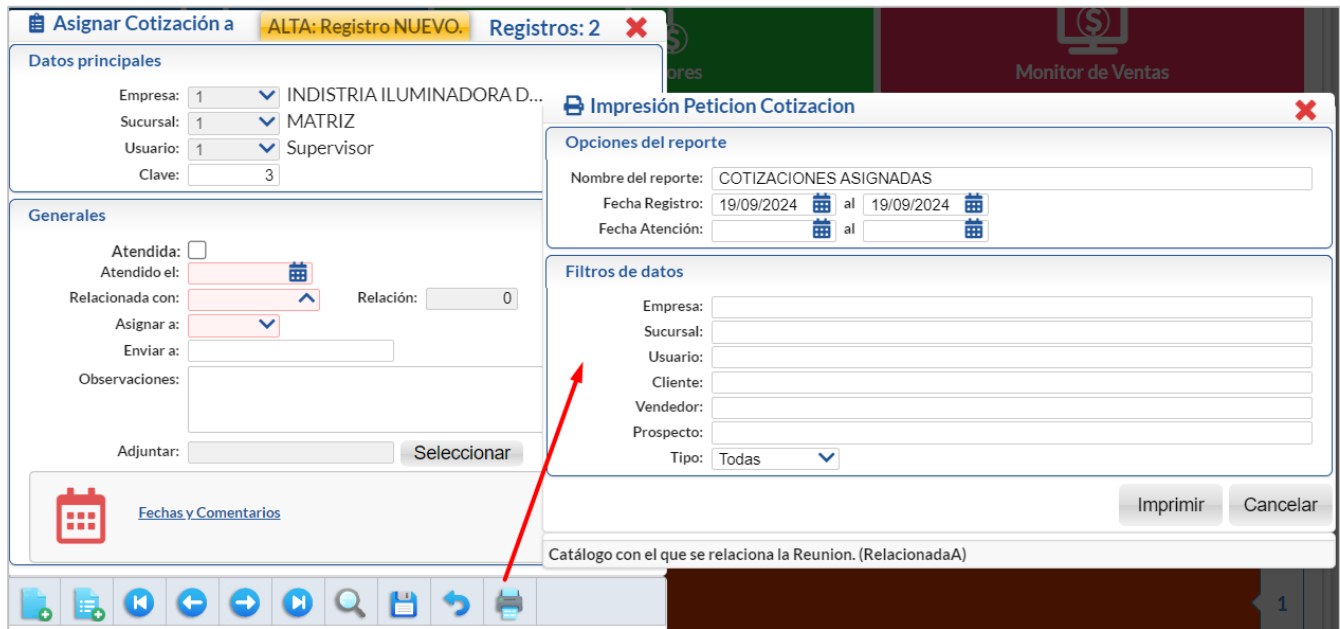 Asignar Cotización a
ALTA: Registro NUEVO.
Registros: 2
Datos principales
Empresa: 1 INDISTRIA ILUMINADORA D...
Sucursal: 1 MATRIZ
Usuario: 1 Supervisor
Clave: 3
Generales
Atendida:
Atendido el:
Relacionada con: Relación: 0
Asignar a:
Enviar a:
Observaciones:
Adjuntar: Seleccionar
Fechas y Comentarios
ores
Monitor de Ventas
Impresión Peticion Cotizacion
Opciones del reporte
Nombre del reporte: COTIZACIONES ASIGNADAS
Fecha Registro: 19/09/2024 al 19/09/2024
Fecha Atención: al
Filtros de datos
Empresa:
Sucursal:
Usuario:
Cliente:
Vendedor:
Prospecto:
Tipo: Todas
Imprimir Cancelar
Catálogo con el que se relaciona la Reunion. (RelacionadaA)
1